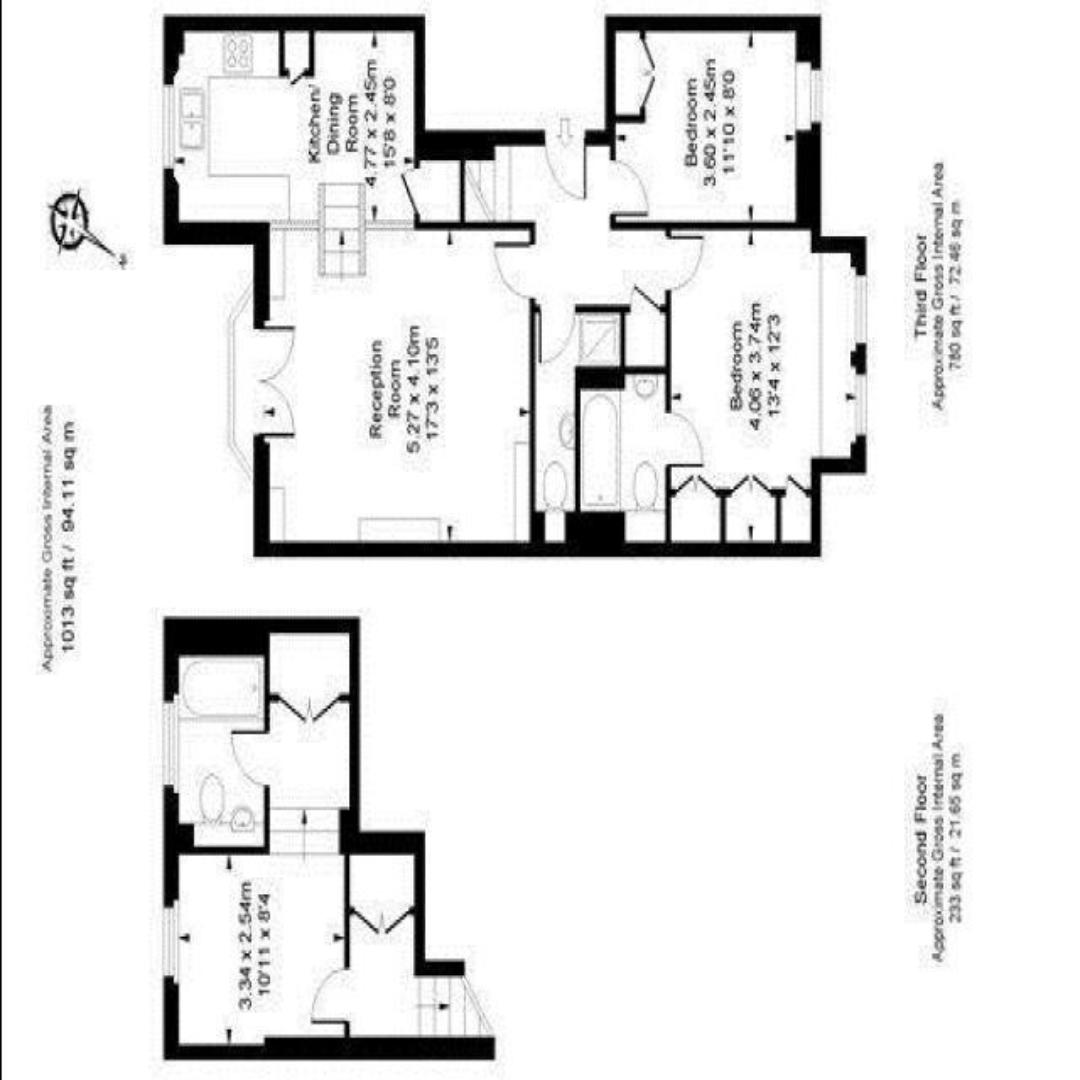 Kitchen/
Dining
Room
4.77 x 2.45m
15'8 x 8'0
Bedroom
3.60 x 2.45m
11'10 x 8'0
Reception
Room
5.27 x 4.10m
17'3 x 13'5
Bedroom
4.06 x 3.74m
13'4 x 12'3
Third Floor
Approximate Gross Internal Area
780 sq ft / 72.46 sq m
Approximate Gross Internal Area
1013 sq ft / 94.11 sq m
3.34 x 2.54m
10'11 x 8'4
Second Floor
Approximate Gross Internal Area
233 sq ft / 21.65 sq m